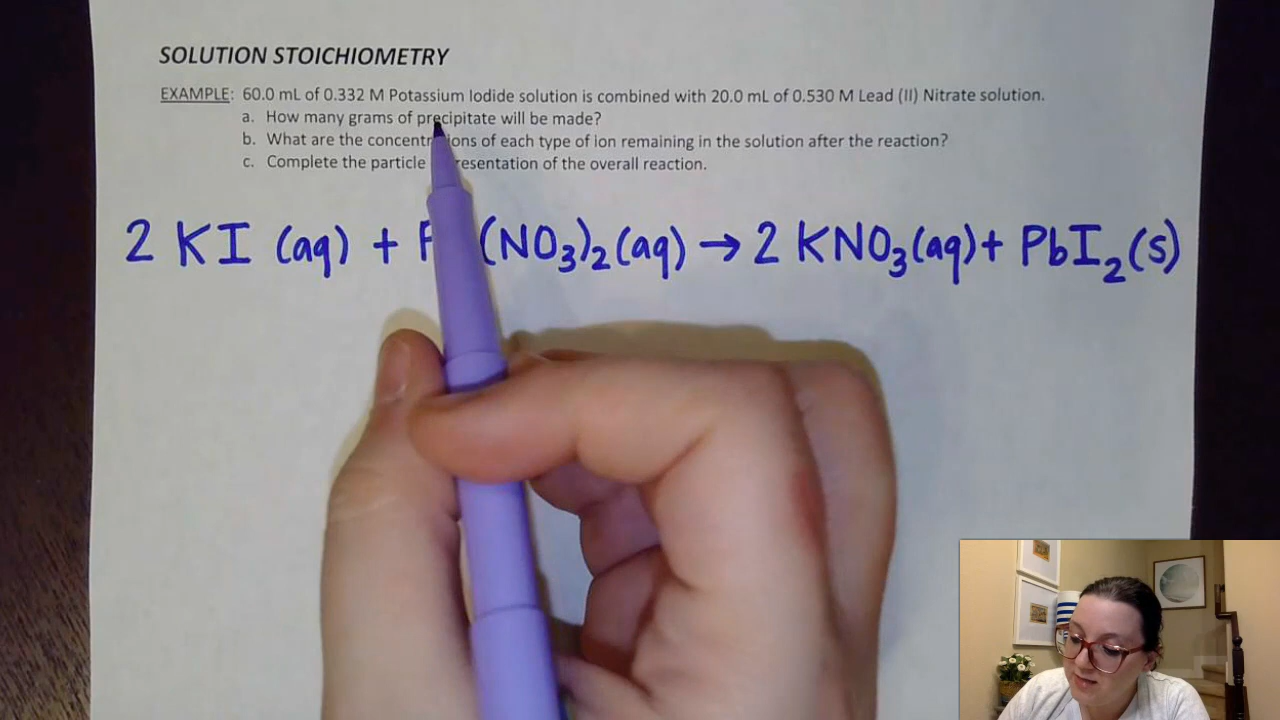 SOLUTION STOICHIOMETRY
EXAMPLE: 60.0 mL of 0.332 M Potassium Iodide solution is combined with 20.0 mL of 0.530 M Lead (II) Nitrate solution.
a. How many grams of precipitate will be made?
b. What are the of each type of ion remaining in the solution after the reaction?
c. Complete the particle of the overall reaction.
2 KI (aq) + (NO₃)₂(aq) → 2 KNO₃(aq) + PbI₂(s)